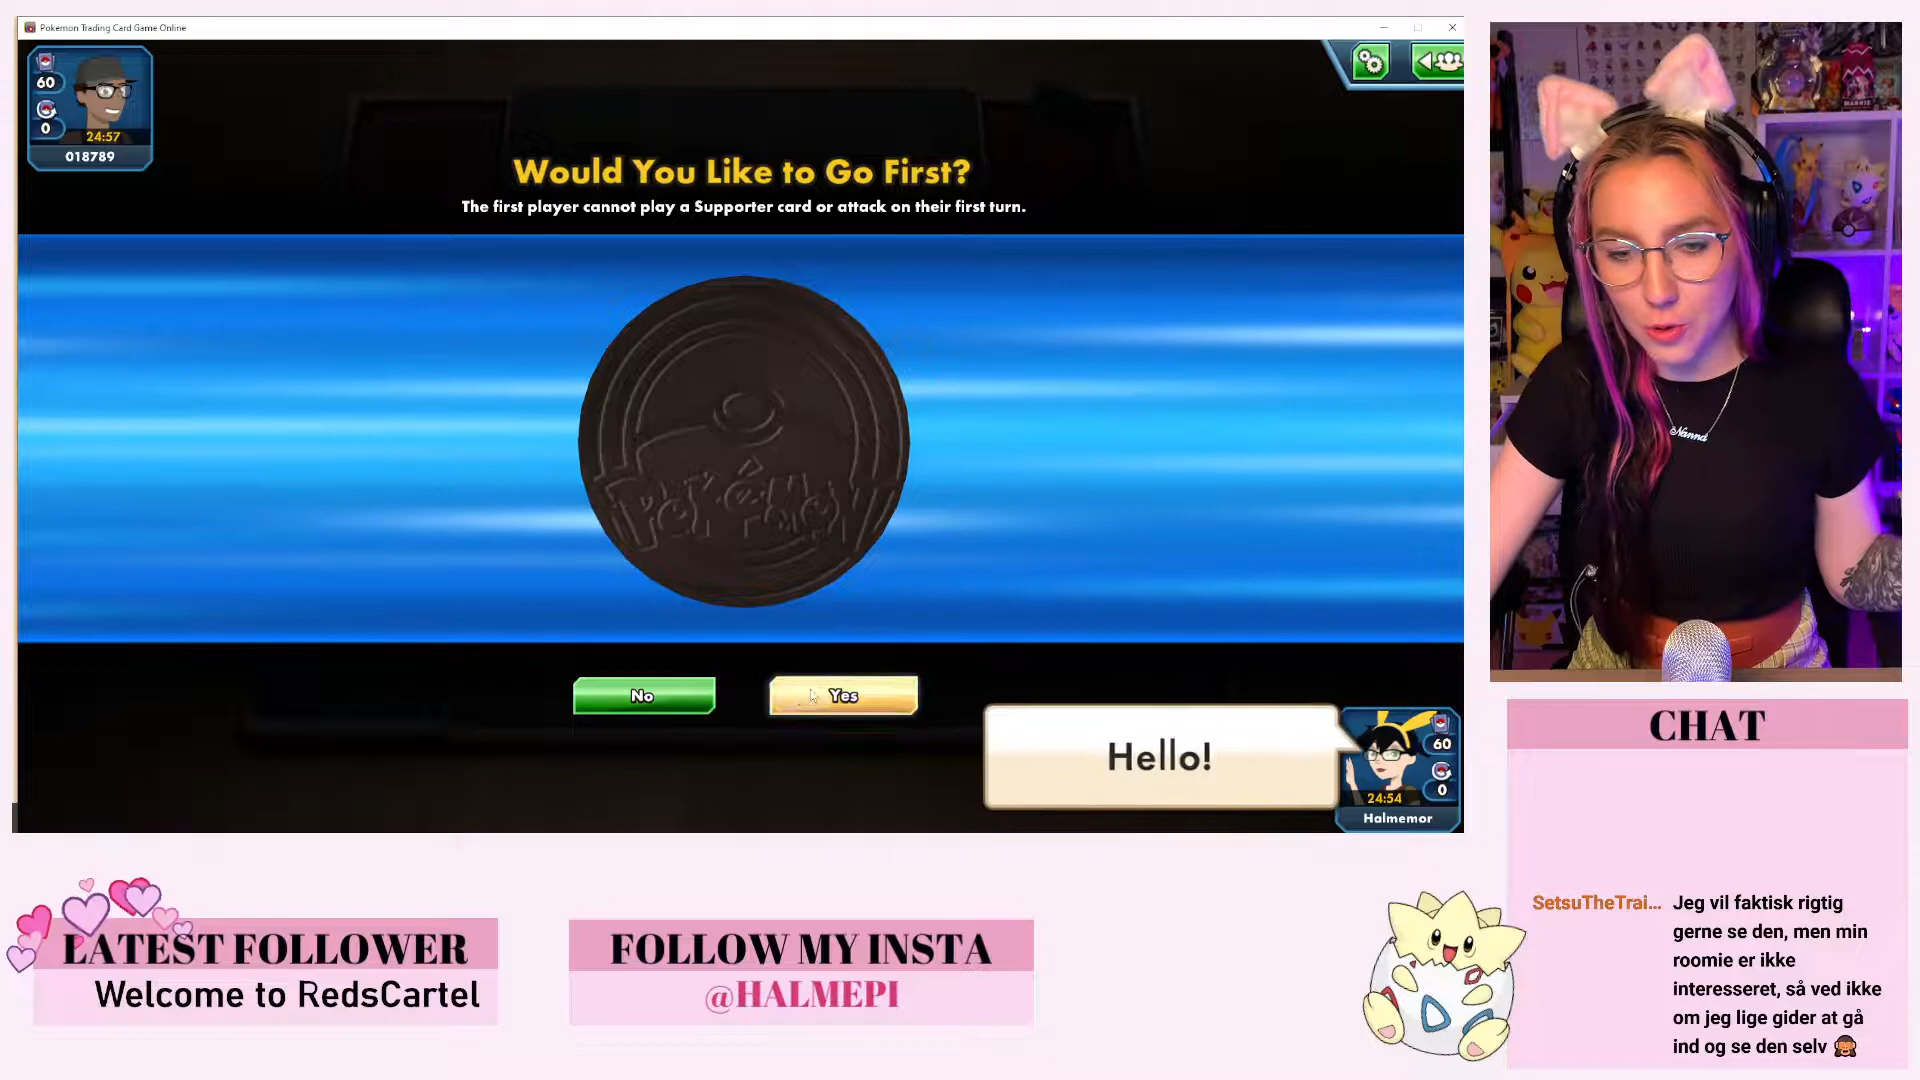 Pokemon Trading Card Game Online
60
0
24:57
018789
Would You Like to Go First?
The first player cannot play a Supporter card or attack on their first turn.
Pokémon
No
Yes
Hello!
60
0
24:54
Halmemor
Nanna
CHAT
SetsuTheTrai... Jeg vil faktisk rigtig
gerne se den, men min
roomie er ikke
interesseret, så ved ikke
om jeg lige gider at gå
ind og se den selv 🙈
LATEST FOLLOWER
Welcome to RedsCartel
FOLLOW MY INSTA
@HALMEPI